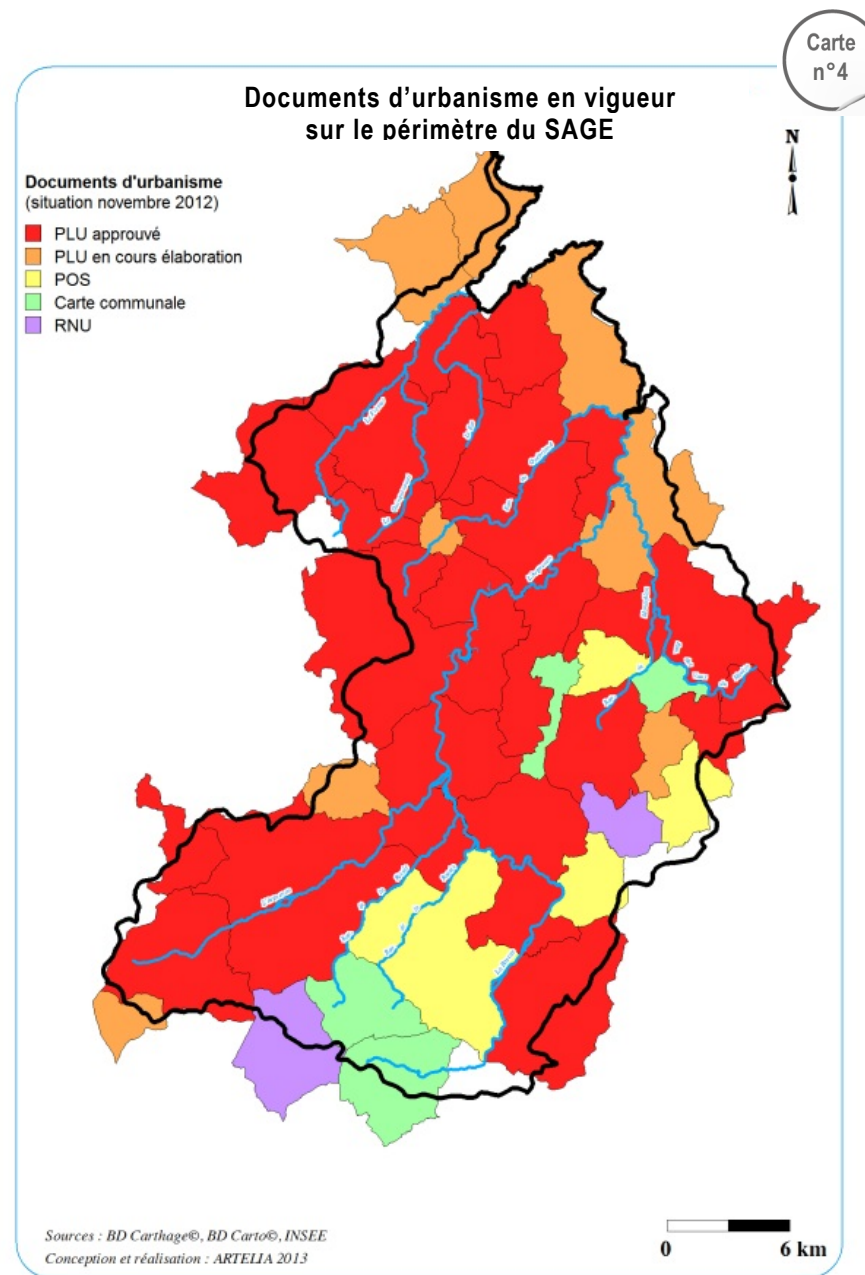 Carte
n°4
Documents d'urbanisme en vigueur
sur le périmètre du SAGE
N
Documents d'urbanisme
(situation novembre 2012)
PLU approuvé
PLU en cours élaboration
POS
Carte communale
RNU
Sources : BD Carthage©, BD Carto©, INSEE
Conception et réalisation : ARTELIA 2013
0 6 km